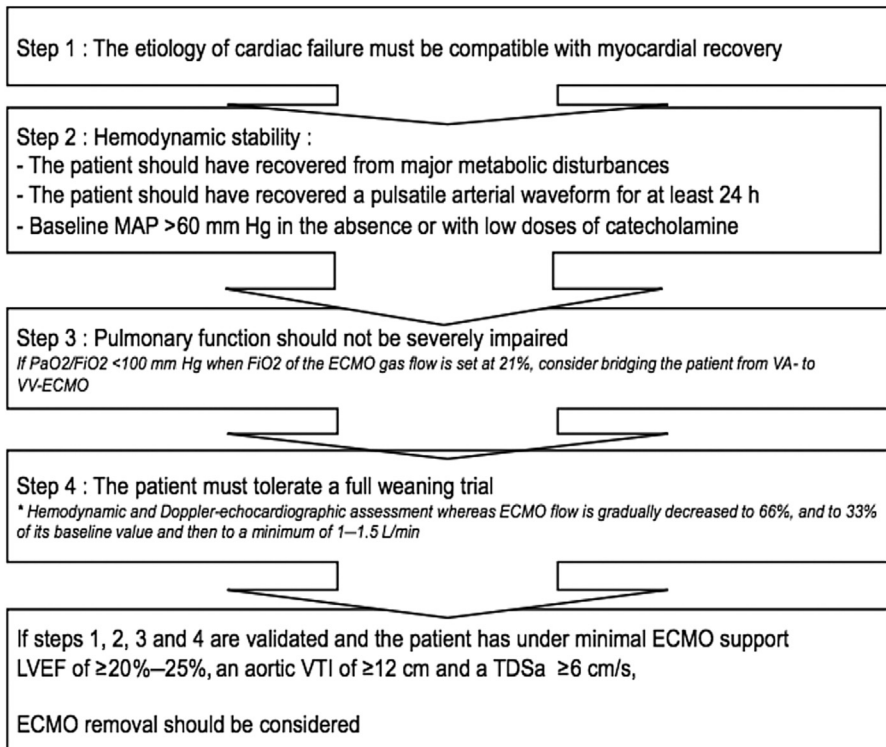 Step 1 : The etiology of cardiac failure must be compatible with myocardial recovery
Step 2 : Hemodynamic stability :
- The patient should have recovered from major metabolic disturbances
- The patient should have recovered a pulsatile arterial waveform for at least 24 h
- Baseline MAP >60 mm Hg in the absence or with low doses of catecholamine
Step 3 : Pulmonary function should not be severely impaired
If PaO2/FiO2 <100 mm Hg when FiO2 of the ECMO gas flow is set at 21%, consider bridging the patient from VA- to
VV-ECMO
Step 4 : The patient must tolerate a full weaning trial
* Hemodynamic and Doppler-echocardiographic assessment whereas ECMO flow is gradually decreased to 66%, and to 33%
of its baseline value and then to a minimum of 1–1.5 L/min
If steps 1, 2, 3 and 4 are validated and the patient has under minimal ECMO support
LVEF of ≥20%–25%, an aortic VTI of ≥12 cm and a TDSa ≥6 cm/s,
ECMO removal should be considered